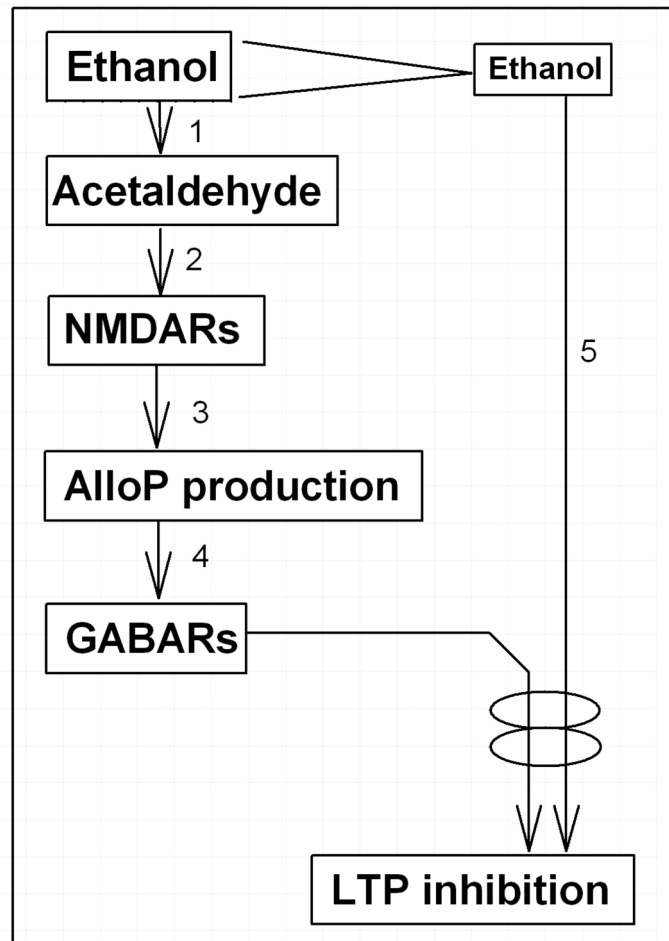 Ethanol
Ethanol
1
Acetaldehyde
2
NMDARs
5
3
AlloP production
4
GABARs
LTP inhibition